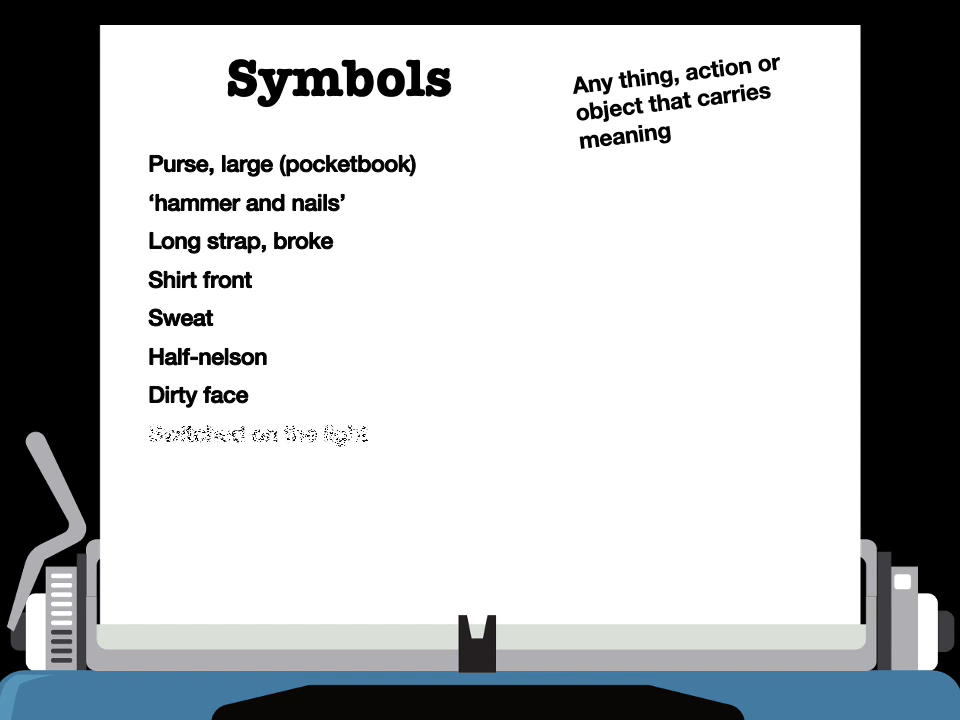 Symbols
Any thing, action or
object that carries
meaning
Purse, large (pocketbook)
‘hammer and nails’
Long strap, broke
Shirt front
Sweat
Half-nelson
Dirty face
Switched on the light